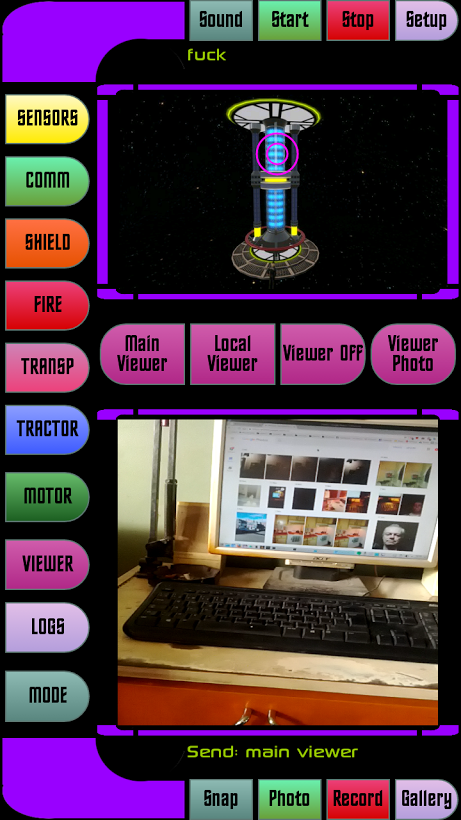 Sound Start Stop Setup
fuck
SENSORS
COMM
SHIELD
FIRE
Main Viewer
Local Viewer
Viewer Off
Viewer Photo
TRANSP
TRACTOR
MOTOR
VIEWER
LOGS
MODE
acer
Send: main viewer
Snap Photo Record Gallery